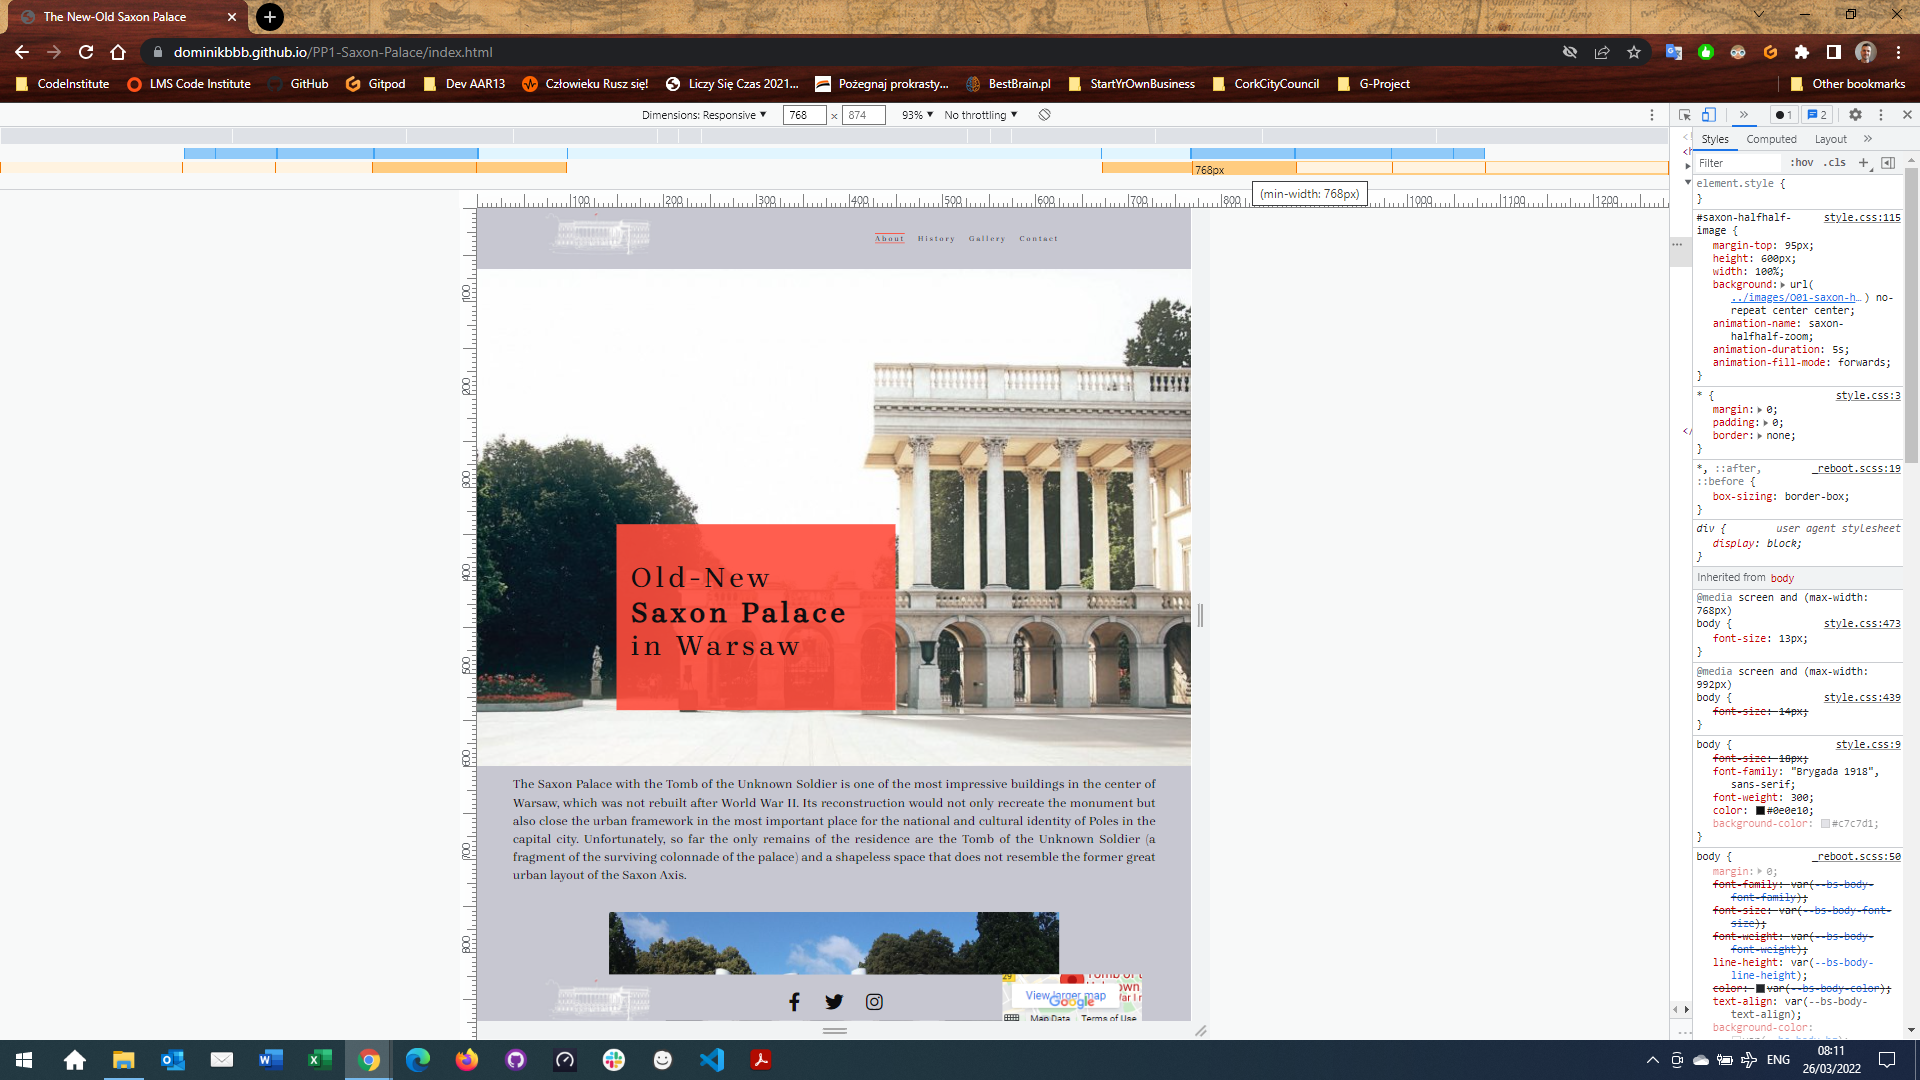 The New-Old Saxon Palace
dominikbbb.github.io/PP1-Saxon-Palace/index.html
CodeInstitute
LMS Code Institute
GitHub
Gitpod
Dev AAR13
Człowieku Rusz się!
Liczy Się Czas 2021...
Pożegnaj prokrasty...
BestBrain.pl
StartYrOwnBusiness
CorkCityCouncil
G-Project
Other bookmarks
Dimensions: Responsive
768
x
874
93%
No throttling
1
2
768px
(min-width: 768px)
100
200
300
400
500
600
700
800
1000
1100
1200
About
History
Gallery
Contact
Old-New
Saxon Palace
in Warsaw
The Saxon Palace with the Tomb of the Unknown Soldier is one of the most impressive buildings in the center of
Warsaw, which was not rebuilt after World War II. Its reconstruction would not only recreate the monument but
also close the urban framework in the most important place for the national and cultural identity of Poles in the
capital city. Unfortunately, so far the only remains of the residence are the Tomb of the Unknown Soldier (a
fragment of the surviving colonnade of the palace) and a shapeless space that does not resemble the former great
urban layout of the Saxon Axis.
View larger map
Google
Map Data
Terms of Use
Styles
Computed
Layout
Filter
:hov
.cls
element.style {
}
#saxon-halfhalf-image {
style.css:115
margin-top: 95px;
height: 600px;
width: 100%;
background: url(
../images/001-saxon-h… ) no-
repeat center center;
animation-name: saxon-
halfhalf-zoom;
animation-duration: 5s;
animation-fill-mode: forwards;
}
* {
style.css:3
margin: 0;
padding: 0;
border: none;
}
*, ::after,
_reboot.scss:19
::before {
box-sizing: border-box;
}
div {
user agent stylesheet
display: block;
}
Inherited from body
@media screen and (max-width:
768px)
body {
style.css:473
font-size: 13px;
}
@media screen and (max-width:
992px)
body {
style.css:439
font-size: 14px;
}
body {
style.css:9
font-size: 18px;
font-family: "Brygada 1918",
sans-serif;
font-weight: 300;
color: #0e0e10;
background-color: #c7c7d1;
}
body {
_reboot.scss:50
margin: 0;
font-family: var(--bs-body-
font-family);
font-size: var(--bs-body-font-
size);
font-weight: var(--bs-body-
font-weight);
line-height: var(--bs-body-
line-height);
color: var(--bs-body-color);
text-align: var(--bs-body-
text-align);
background-color:
ENG
08:11
26/03/2022